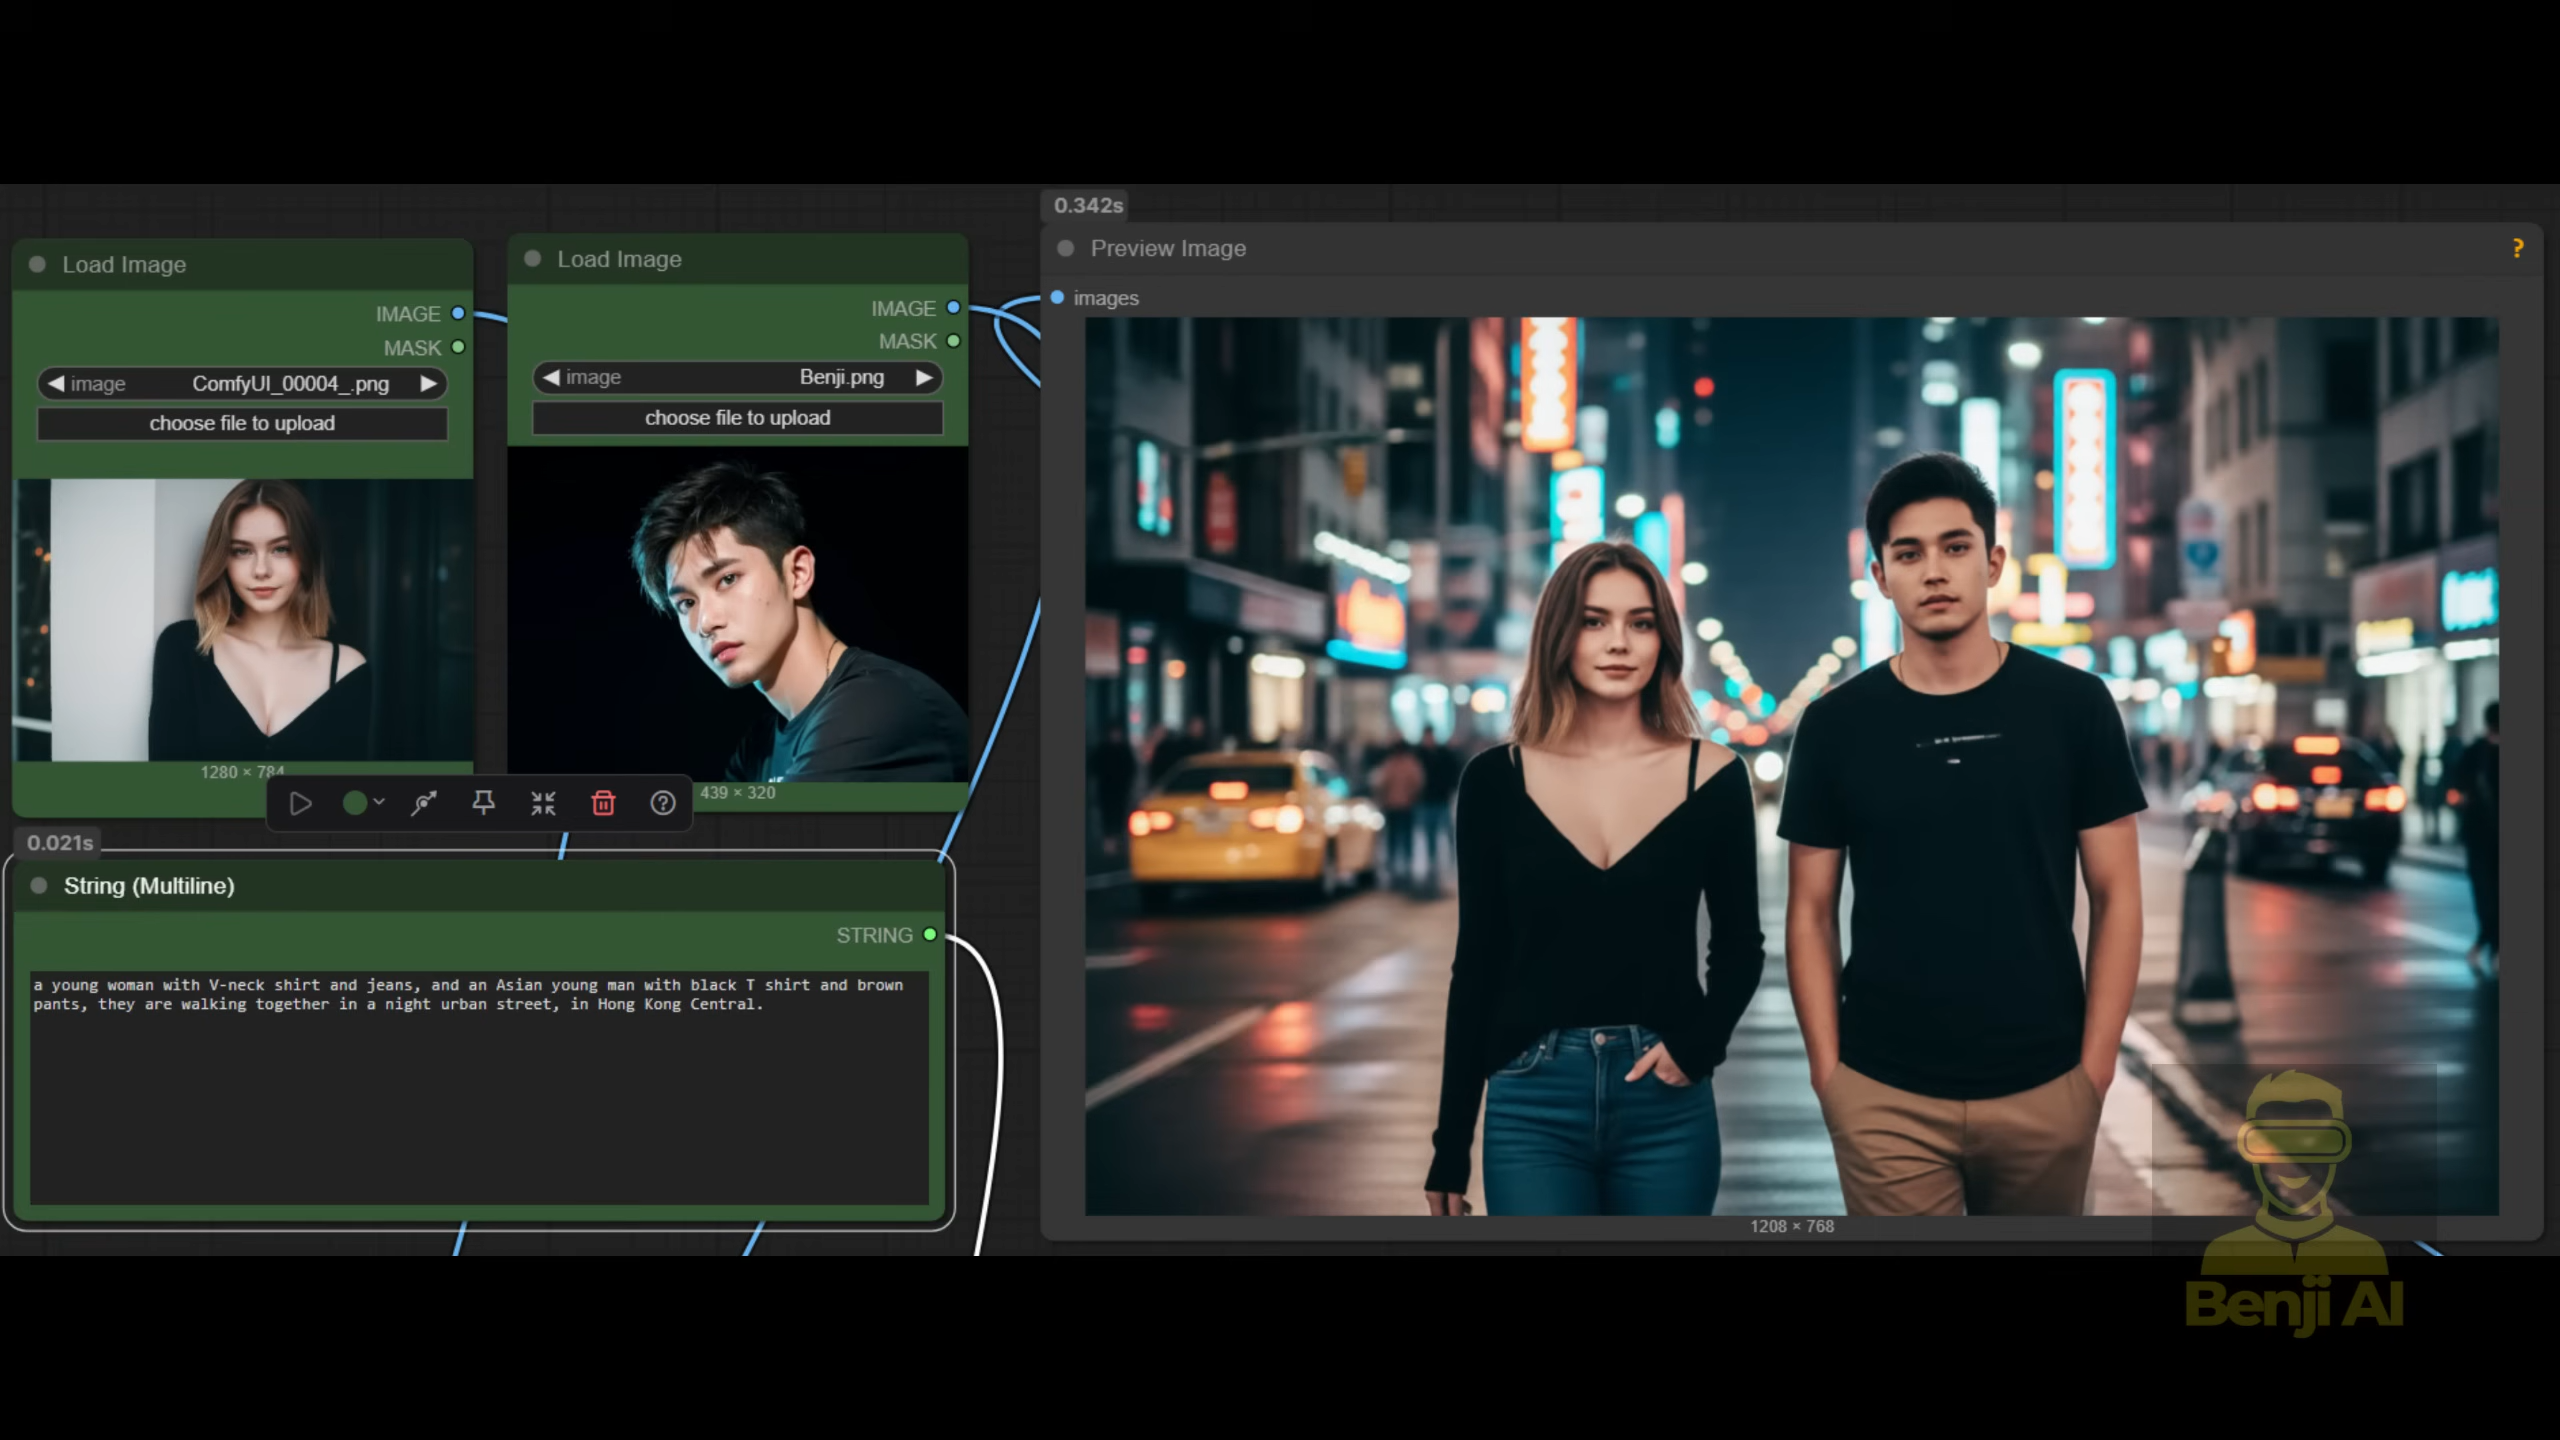 Load Image
IMAGE
MASK
image ComfyUI_00004_.png
choose file to upload
1280 × 784
Load Image
IMAGE
MASK
image Benji.png
choose file to upload
439 × 320
0.021s
String (Multiline)
STRING
a young woman with V-neck shirt and jeans, and an Asian young man with black T shirt and brown
pants, they are walking together in a night urban street, in Hong Kong Central.
0.342s
Preview Image
?
images
1208 × 768
Benji AI